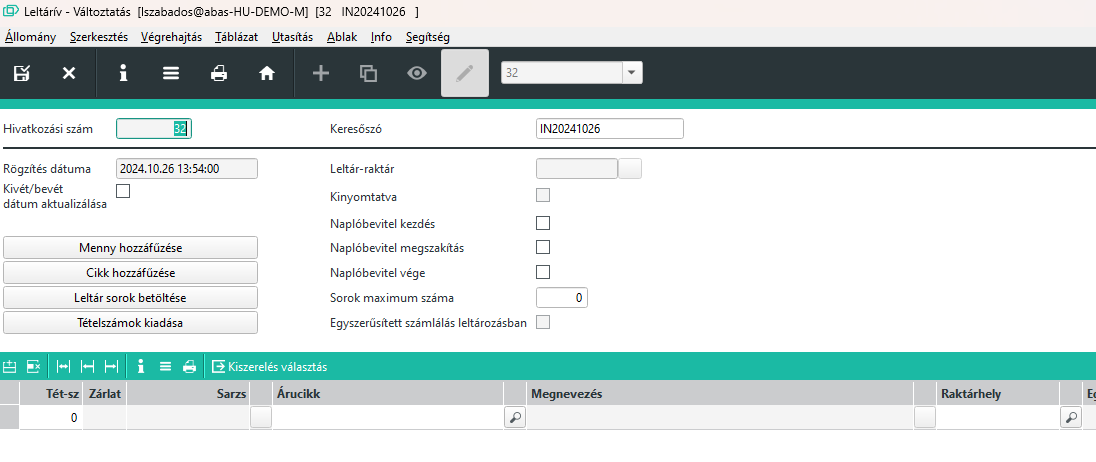 Leltárív - Változtatás [lszabados@abas-HU-DEMO-M] [32 IN20241026 ]
Állomány Szerkesztés Végrehajtás Táblázat Utasítás Ablak Info Segítség
32
Hivatkozási szám 32 Keresőszó IN20241026
Rögzítés dátuma 2024.10.26 13:54:00 Leltár-raktár
Kivét/bevét
dátum aktualizálása
Kinyomtatva
Naplóbevitel kezdés
Menny hozzáfűzése Naplóbevitel megszakítás
Cikk hozzáfűzése Naplóbevitel vége
Leltár sorok betöltése Sorok maximum száma 0
Tételszámok kiadása Egyszerűsített számlálás leltározásban
Kiszerelés választás
Tét-sz Zárlat Sarzs Árucikk Megnevezés Raktárhely
0